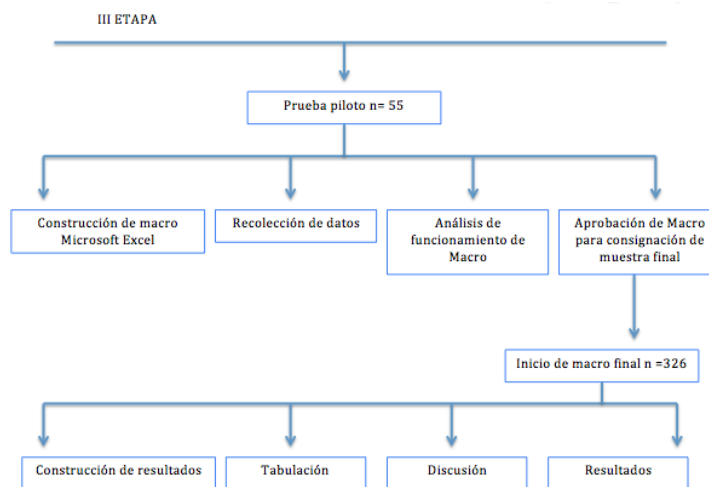 III ETAPA
Prueba piloto n= 55
Construcción de macro
Microsoft Excel
Recolección de datos
Análisis de
funcionamiento de
Macro
Aprobación de Macro
para consignación de
muestra final
Inicio de macro final n =326
Construcción de resultados
Tabulación
Discusión
Resultados